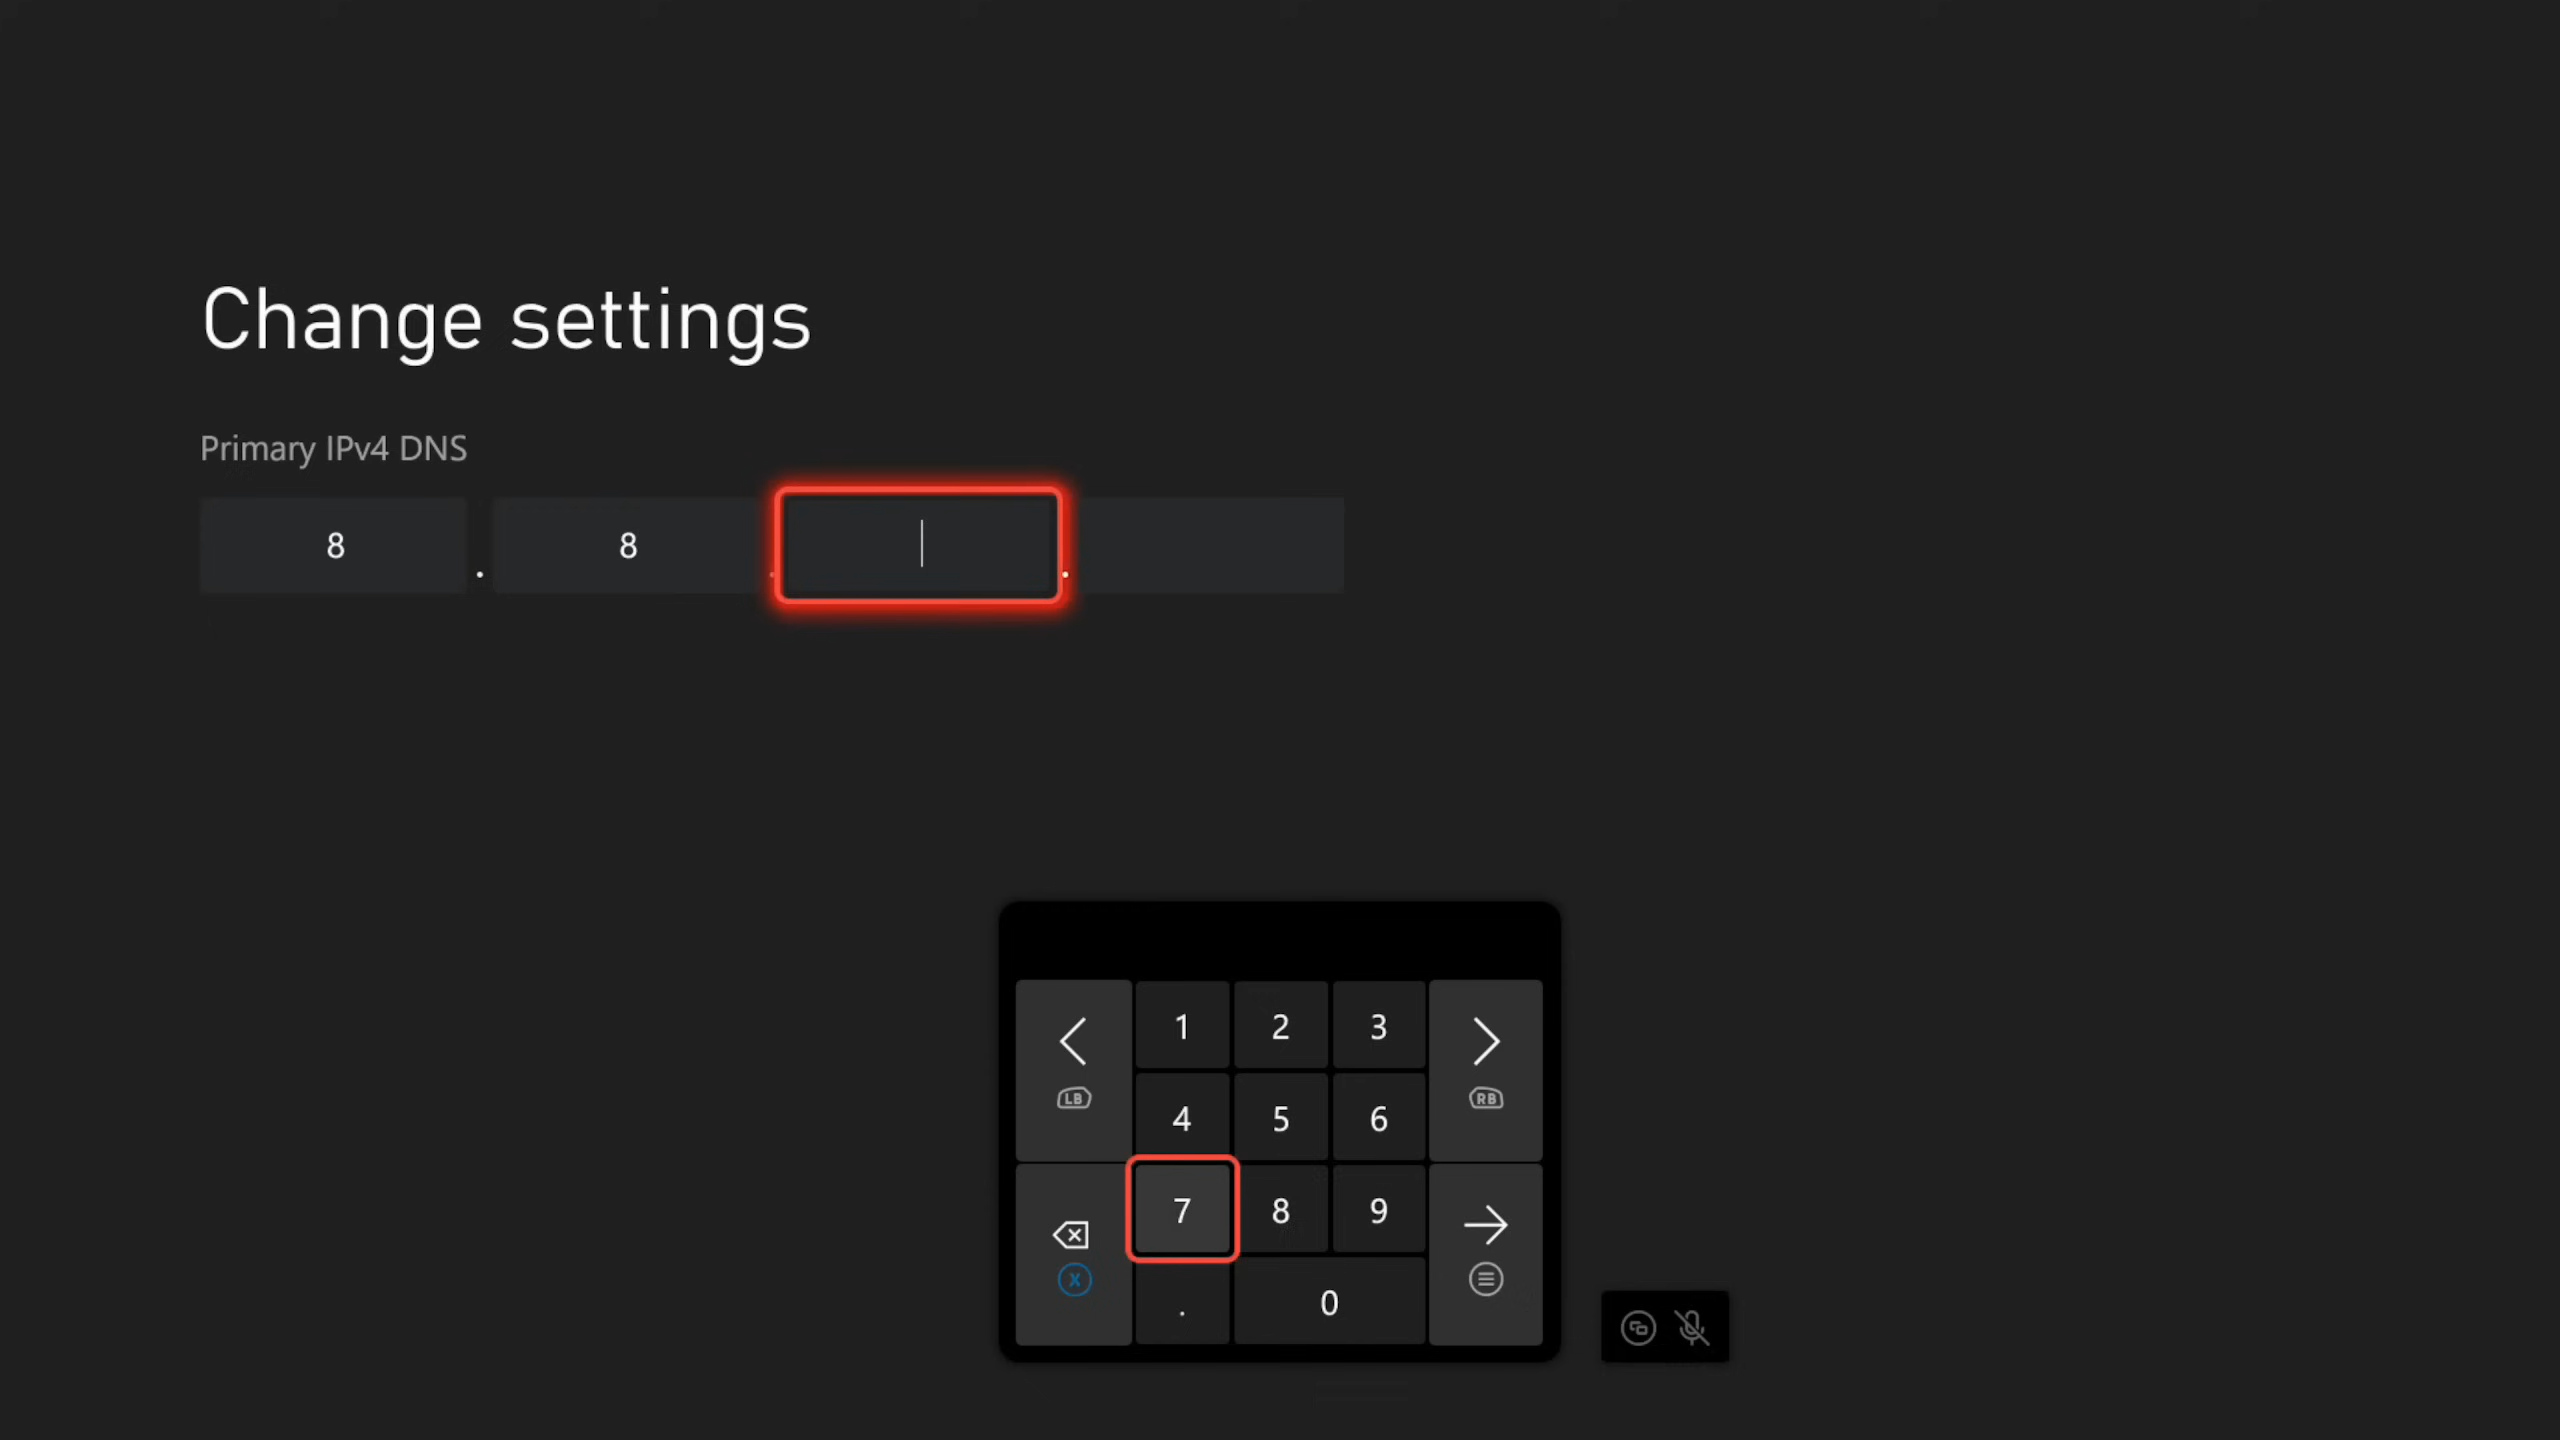 Change settings
Primary IPv4 DNS
8 . 8 . .
1 2 3
LB RB
4 5 6
7 8 9
X
. 0